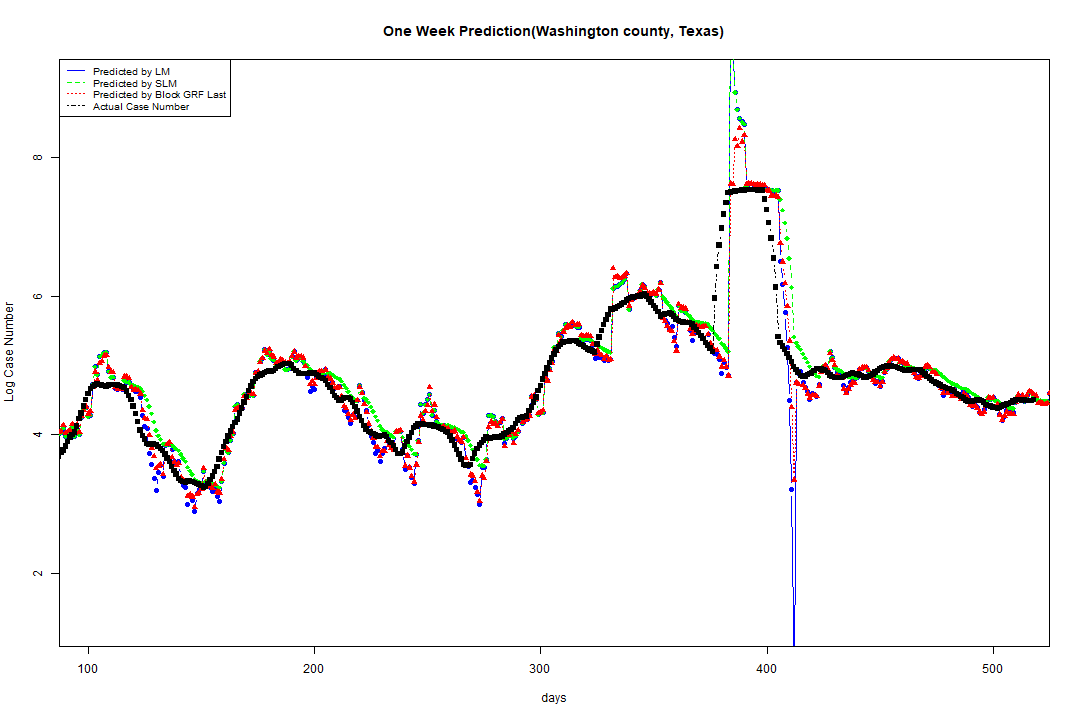 One Week Prediction(Washington county, Texas)
Predicted by LM
Predicted by SLM
Predicted by Block GRF Last
Actual Case Number
Log Case Number
8
6
4
2
100 200 300 400 500
days